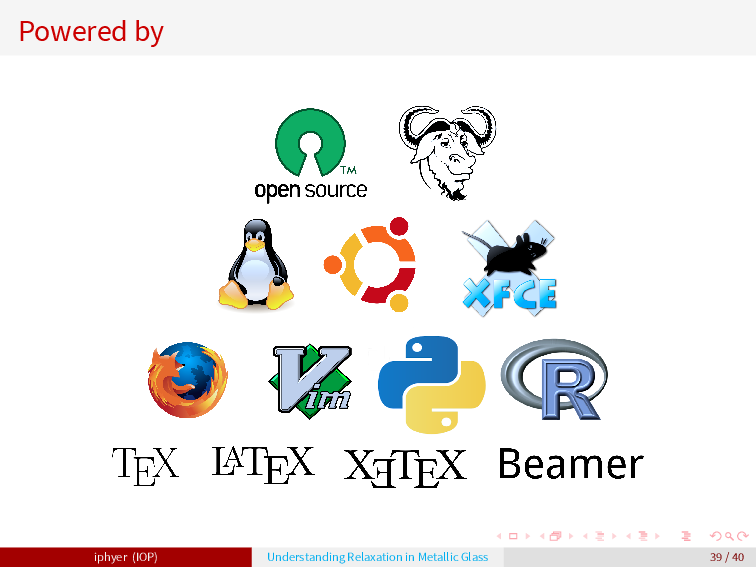 Powered by
TM
open source
XFCE
Vim
R
TEX
LATEX
XƎTEX
Beamer
iphyer (IOP)
Understanding Relaxation in Metallic Glass
39 / 40